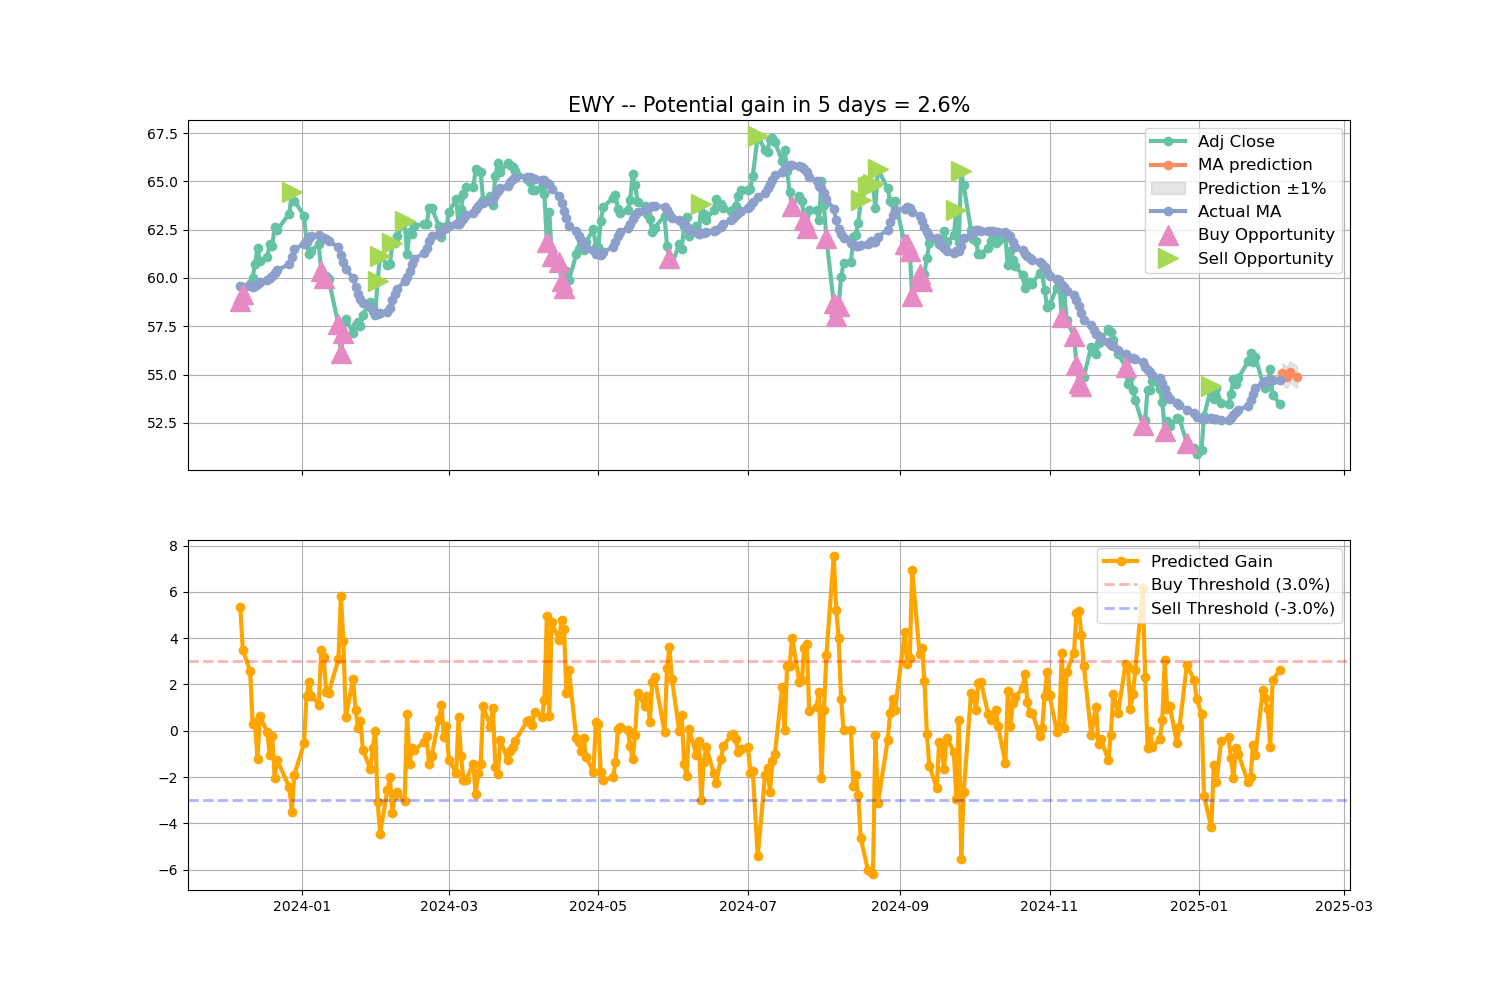 EWY -- Potential gain in 5 days = 2.6%
67.5
65.0
62.5
60.0
57.5
55.0
52.5
Adj Close
MA prediction
Prediction ±1%
Actual MA
Buy Opportunity
Sell Opportunity
8
6
4
2
0
−2
−4
−6
Predicted Gain
Buy Threshold (3.0%)
Sell Threshold (-3.0%)
2024-01
2024-03
2024-05
2024-07
2024-09
2024-11
2025-01
2025-03